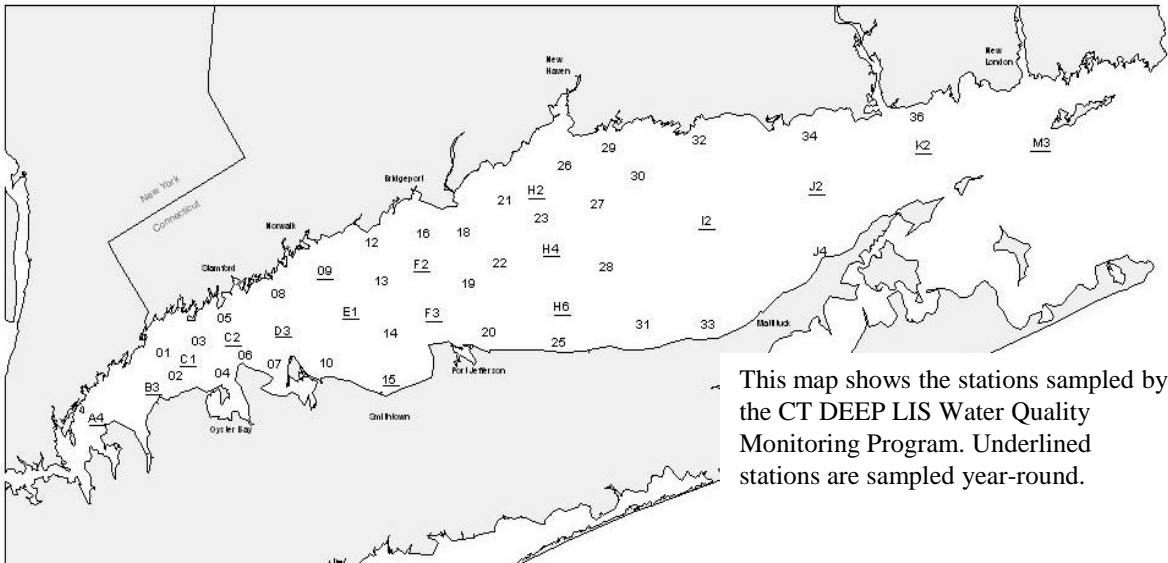 New London
New Haven
36
29
32
34
K2
M3
26
30
Bridgeport
H2
J2
21
27
New York
Connecticut
23
I2
Norwalk
16
18
12
H4
J4
09
F2
22
28
Stamford
13
19
08
05
E1
F3
H6
31
33
Mattituck
03
C2
D3
14
20
25
01
C1
06
07
10
Port Jefferson
02
04
15
B3
A4
Oyster Bay
Smithtown
This map shows the stations sampled by
the CT DEEP LIS Water Quality
Monitoring Program. Underlined
stations are sampled year-round.